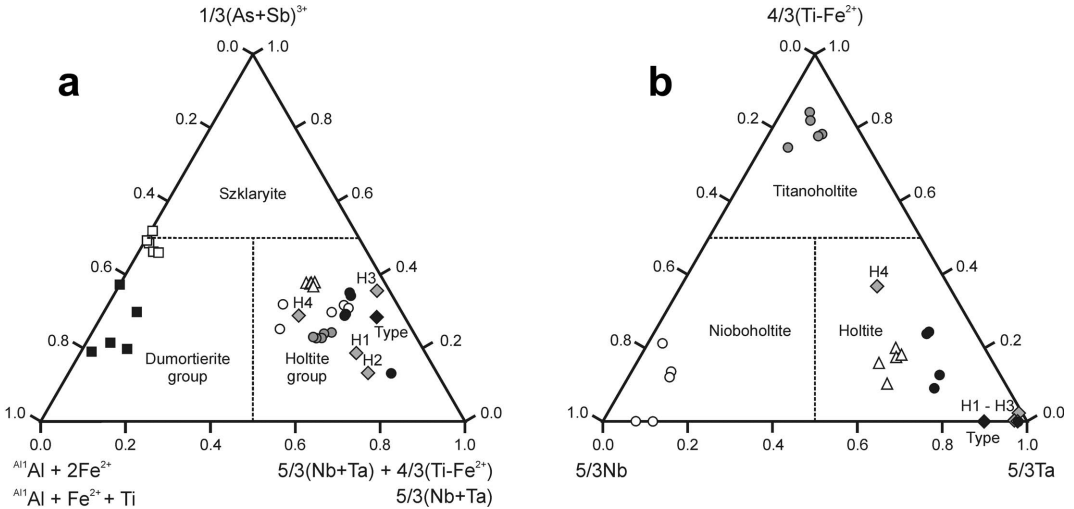 1/3(As+Sb)³⁺
0.0 1.0
a
0.2 0.8
Szklaryite
0.4 0.6
0.6 0.4
H3
H4
Type
0.8 0.2
H1
H2
Dumortierite
group
Holtite
group
1.0 0.0
0.0 0.2 0.4 0.6 0.8 1.0
ᴬˡ¹Al + 2Fe²⁺
5/3(Nb+Ta) + 4/3(Ti-Fe²⁺)
ᴬˡ¹Al + Fe²⁺ + Ti
5/3(Nb+Ta)
4/3(Ti-Fe²⁺)
0.0 1.0
b
0.2 0.8
Titanoholtite
0.4 0.6
0.6 0.4
H4
Nioboholtite
Holtite
0.8 0.2
H1 - H3
1.0 0.0
Type
0.0 0.2 0.4 0.6 0.8 1.0
5/3Nb 5/3Ta